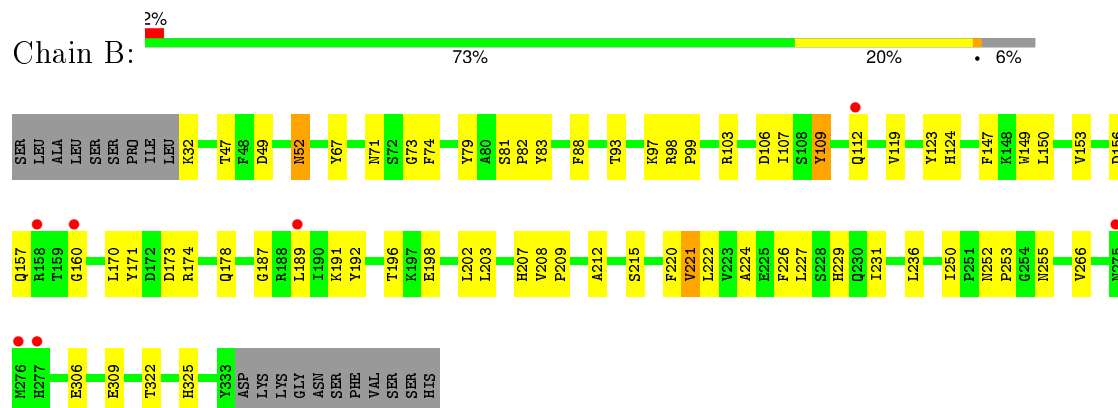 2%
Chain B:
73% 20% • 6%
SER LEU ALA LEU SER SER PRO ILE LEU K32 T47 F48 D49 N52 Y67 N71 S72 G73 F74 Y79 A80 S81 P82 Y83 F88 T93 K97 R98 P99 R103 D106 I107 S108 Y109 Q112 V119 Y123 H124 F147 K148 W149 L150 V153 D156
Q157 R158 T159 G160 L170 Y171 D172 D173 R174 Q178 G187 R188 L189 I190 K191 Y192 T196 K197 E198 L202 L203 H207 V208 P209 A212 S215 F220 V221 L222 V223 A224 E225 F226 L227 S228 H229 Q230 I231 L236 I250 P251 N252 P253 G254 N255 V266
M276 H277 E306 E309 T322 H325 Y333 ASP LYS LYS GLY ASN SER PHE VAL SER SER HIS